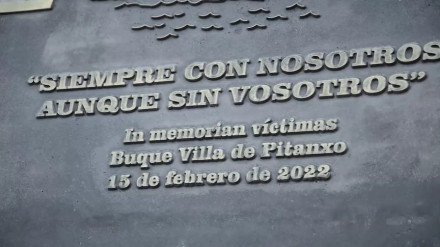 “SIEMPRE CON NOSOTROS
AUNQUE SIN VOSOTROS”
In memorian víctimas
Buque Villa de Pitanxo
15 de febrero de 2022